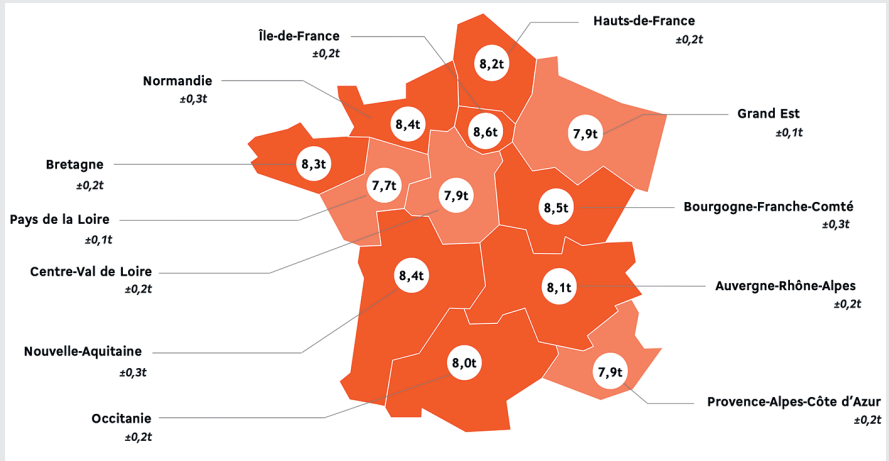 Hauts-de-France
±0,2t
Île-de-France
±0,2t
8,2t
Normandie
±0,3t
Grand Est
±0,1t
8,4t
8,6t
7,9t
Bretagne
±0,2t
8,3t
7,7t
7,9t
8,5t
Bourgogne-Franche-Comté
±0,3t
Pays de la Loire
±0,1t
Centre-Val de Loire
±0,2t
8,4t
8,1t
Auvergne-Rhône-Alpes
±0,2t
Nouvelle-Aquitaine
±0,3t
8,0t
7,9t
Provence-Alpes-Côte d’Azur
±0,2t
Occitanie
±0,2t